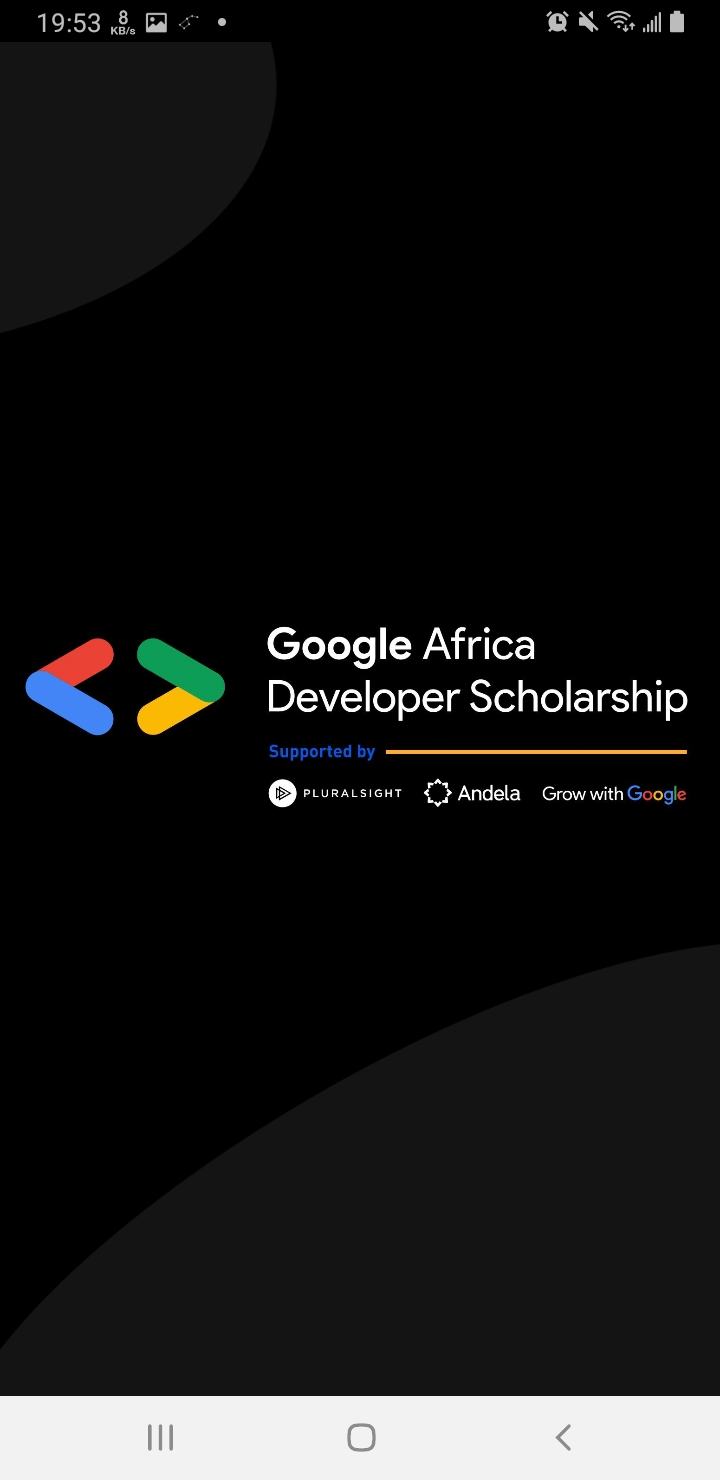 19:53 8 KB/s
Google Africa
Developer Scholarship
Supported by
PLURALSIGHT Andela Grow with Google